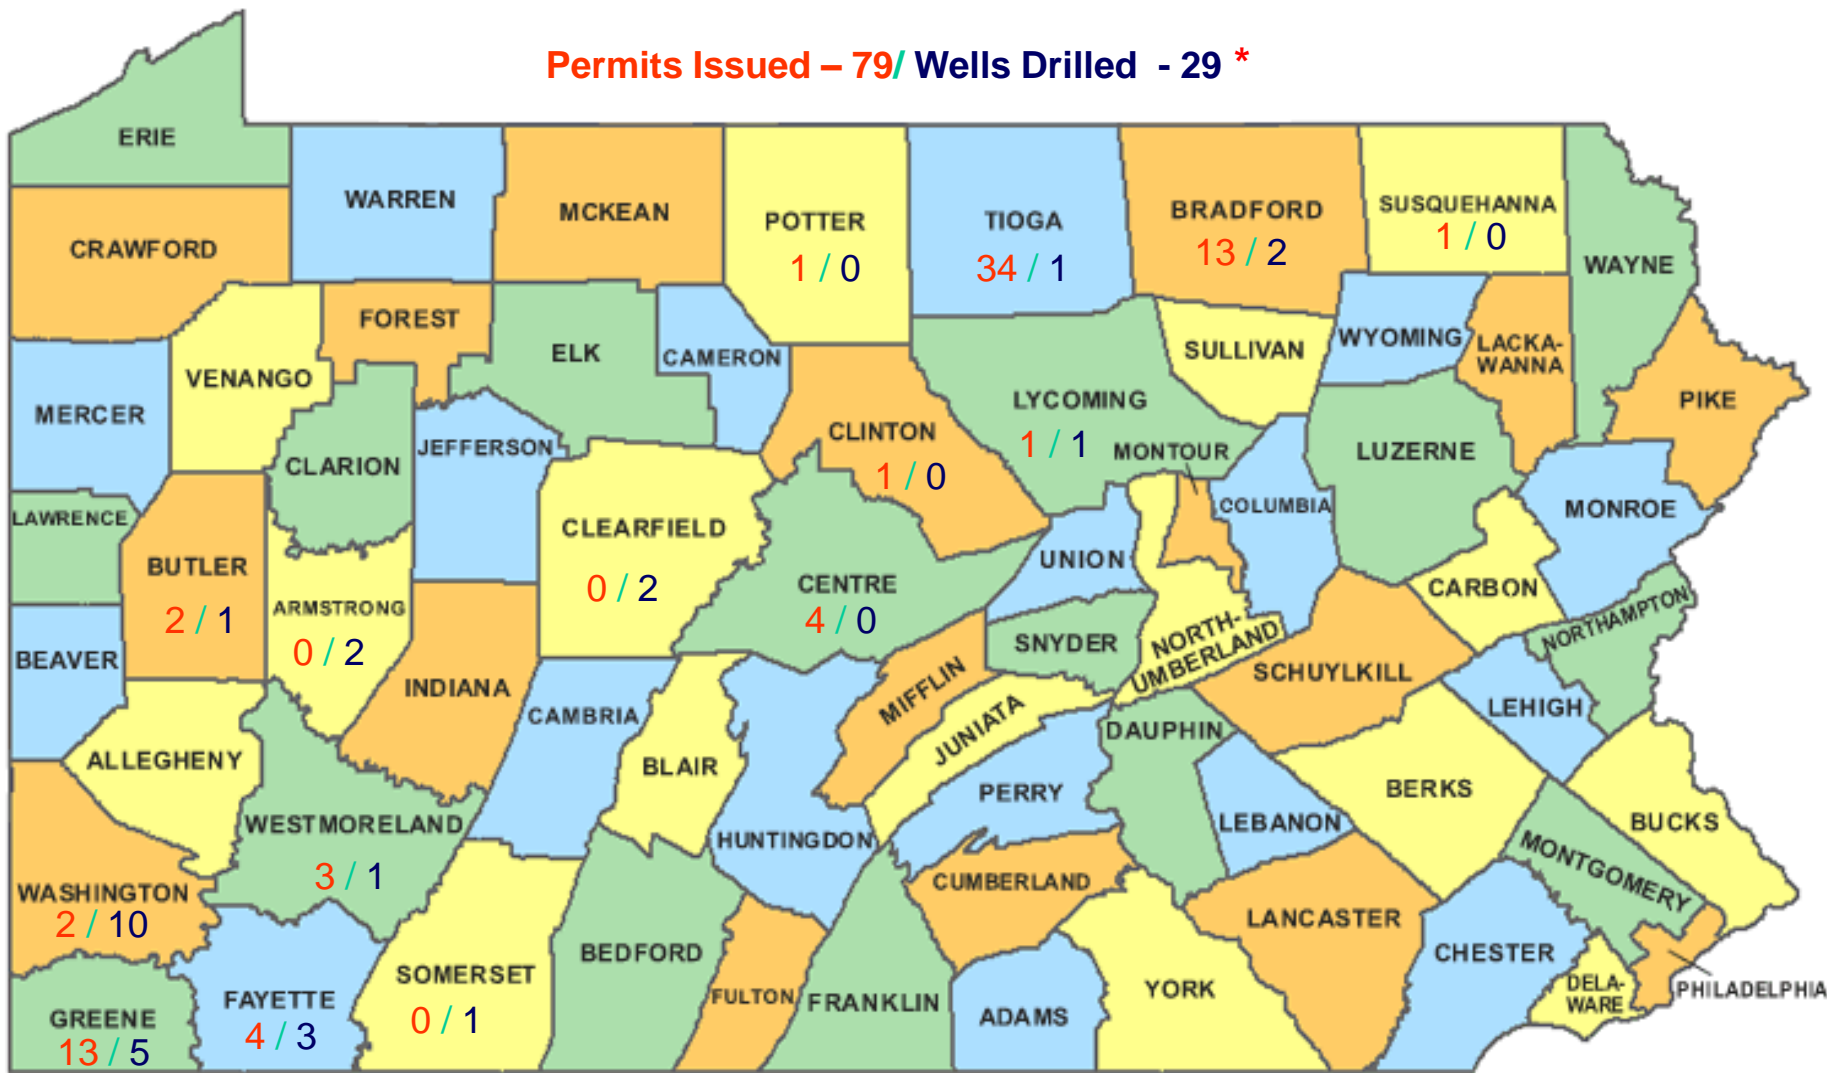 Permits Issued – 79/ Wells Drilled - 29 *
ERIE
WARREN
MCKEAN
POTTER
1 / 0
TIOGA
34 / 1
BRADFORD
13 / 2
SUSQUEHANNA
1 / 0
WAYNE
CRAWFORD
FOREST
ELK
CAMERON
SULLIVAN
WYOMING
LACKA-
WANNA
PIKE
MERCER
VENANGO
CLARION
JEFFERSON
CLINTON
1 / 0
LYCOMING
1 / 1
MONTOUR
COLUMBIA
LUZERNE
MONROE
LAWRENCE
BUTLER
2 / 1
ARMSTRONG
0 / 2
CLEARFIELD
0 / 2
CENTRE
4 / 0
UNION
SNYDER
NORTH-
UMBERLAND
CARBON
NORTHAMPTON
BEAVER
INDIANA
CAMBRIA
BLAIR
MIFFLIN
JUNIATA
DAUPHIN
SCHUYLKILL
LEHIGH
ALLEGHENY
WESTMORELAND
3 / 1
HUNTINGDON
PERRY
LEBANON
BERKS
BUCKS
MONTGOMERY
WASHINGTON
2 / 10
CUMBERLAND
LANCASTER
CHESTER
GREENE
13 / 5
FAYETTE
4 / 3
SOMERSET
0 / 1
BEDFORD
FULTON
FRANKLIN
ADAMS
YORK
DELA-
WARE
PHILADELPHIA